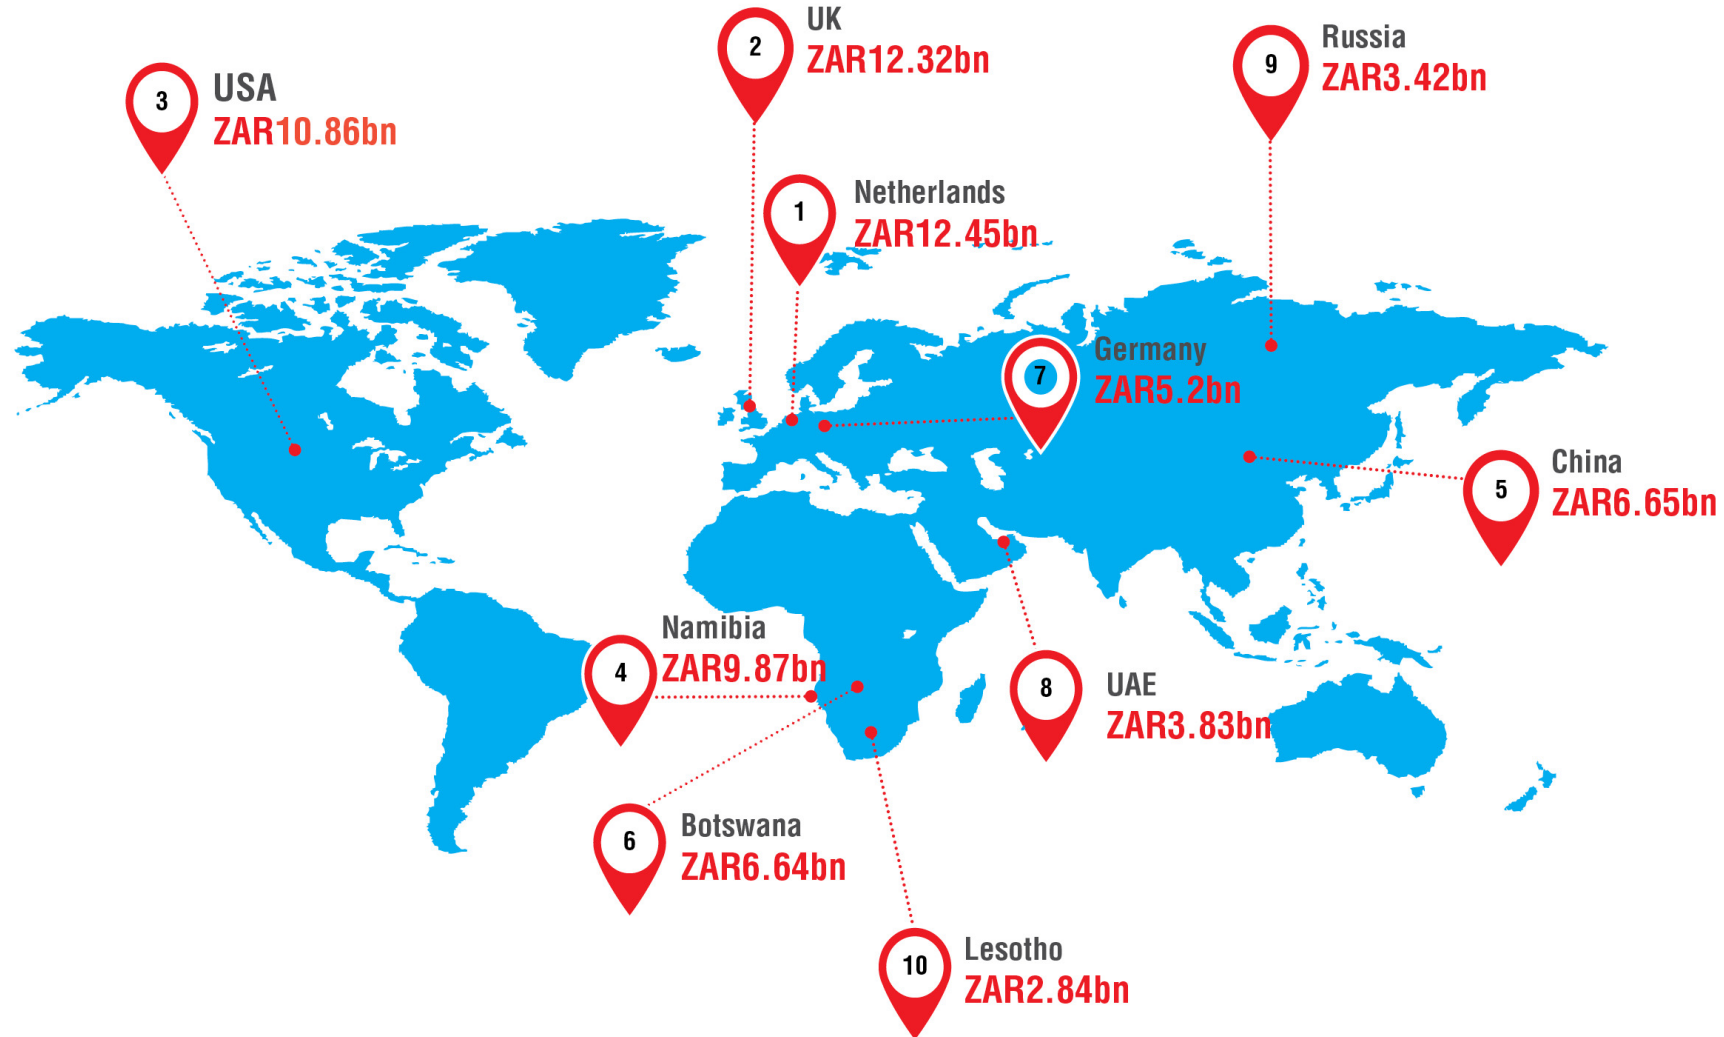 2
UK
ZAR12.32bn
9
Russia
ZAR3.42bn
3
USA
ZAR10.86bn
1
Netherlands
ZAR12.45bn
7
Germany
ZAR5.2bn
5
China
ZAR6.65bn
4
Namibia
ZAR9.87bn
8
UAE
ZAR3.83bn
6
Botswana
ZAR6.64bn
10
Lesotho
ZAR2.84bn